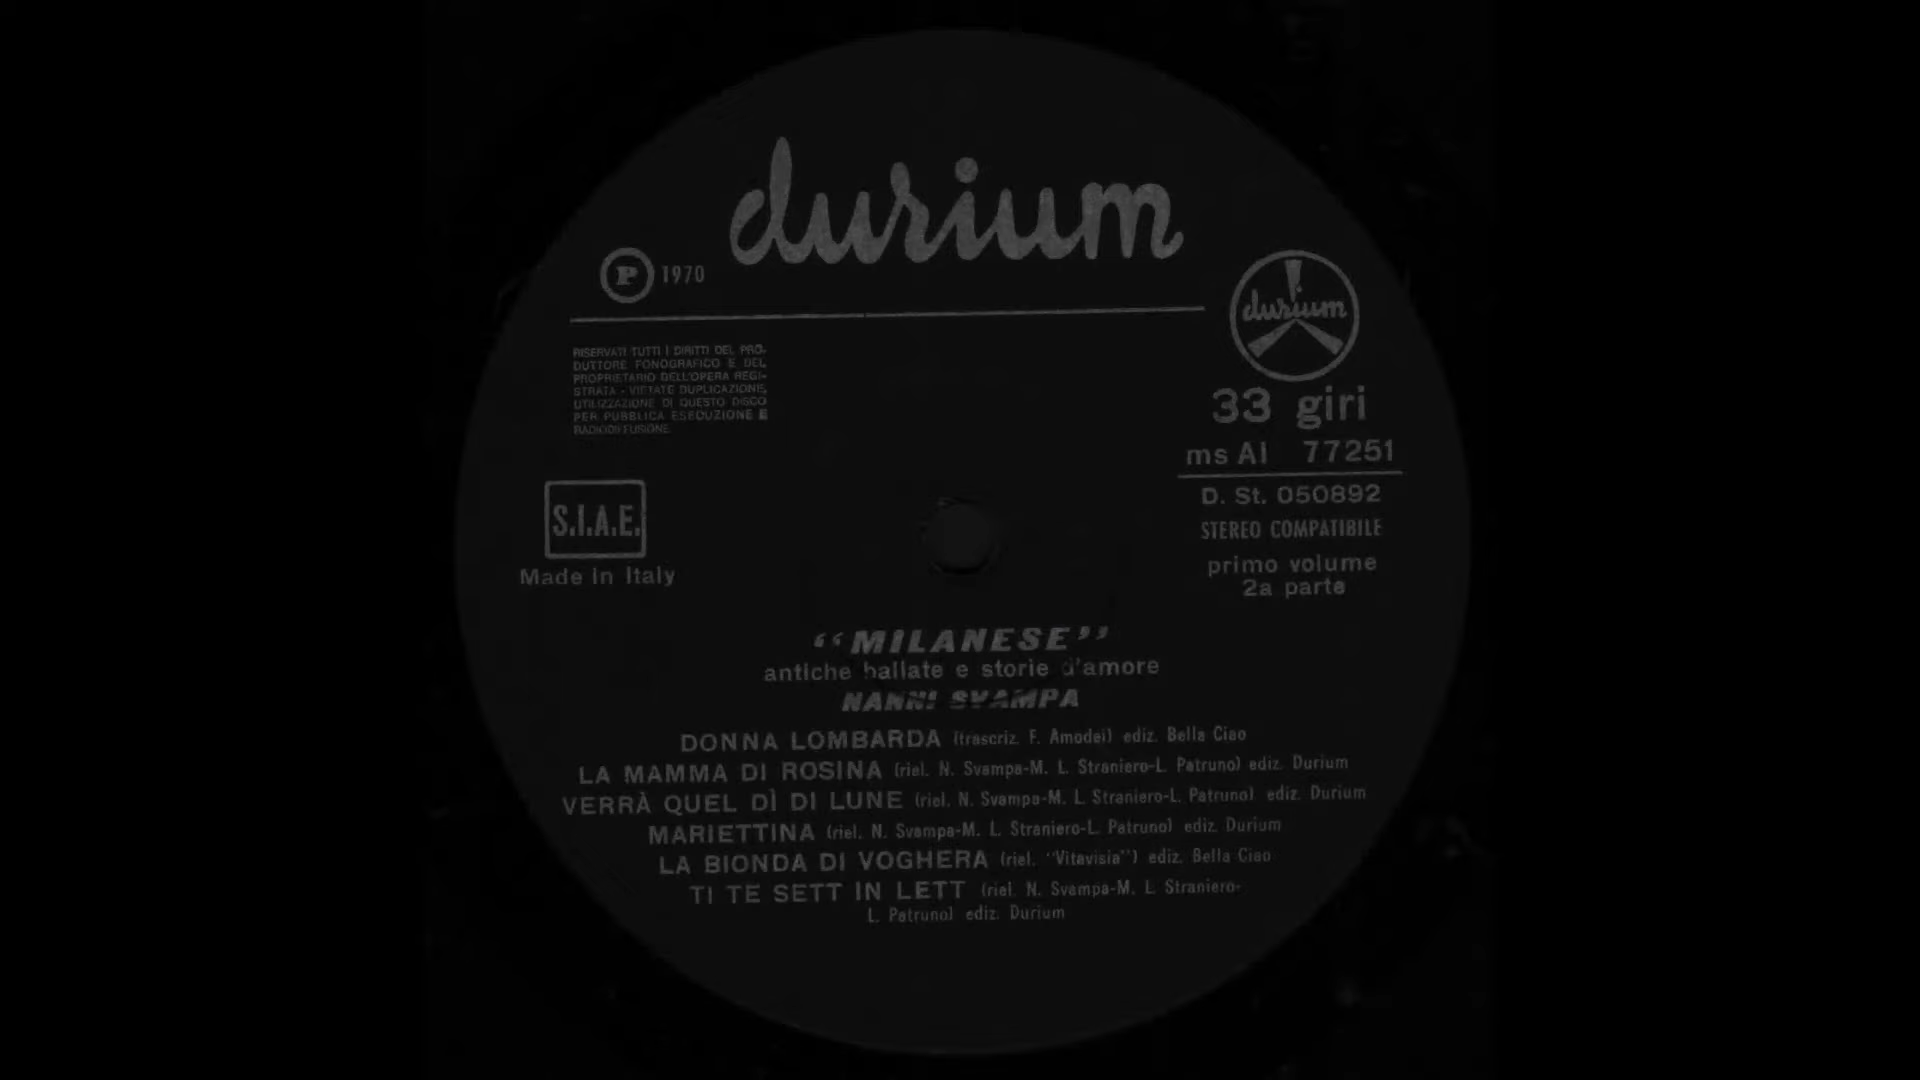 durium
P 1970
durium
RISERVATI TUTTI I DIRITTI DEL PRO-
DUTTORE FONOGRAFICO E DEL
PROPRIETARIO DELL'OPERA REGI-
STRATA - VIETATE DUPLICAZIONE,
UTILIZZAZIONE DI QUESTO DISCO
PER PUBBLICA ESECUZIONE E
RADIODIFFUSIONE
33 giri
ms AI 77251
D. St. 050892
STEREO COMPATIBILE
primo volume
2a parte
S.I.A.E.
Made in Italy
“MILANESE”
antiche ballate e storie d'amore
NANNI SVAMPA
DONNA LOMBARDA (trascriz. F. Amodei) ediz. Bella Ciao
LA MAMMA DI ROSINA (riel. N. Svampa-M. L. Straniero-L. Patruno) ediz. Durium
VERRÀ QUEL DÌ DI LUNE (riel. N. Svampa-M. L. Straniero-L. Patruno) ediz. Durium
MARIETTINA (riel. N. Svampa-M. L. Straniero-L. Patruno) ediz. Durium
LA BIONDA DI VOGHERA (riel. "Vitavisia") ediz. Bella Ciao
TI TE SETT IN LETT (riel. N. Svampa-M. L. Straniero-
L. Patruno) ediz. Durium